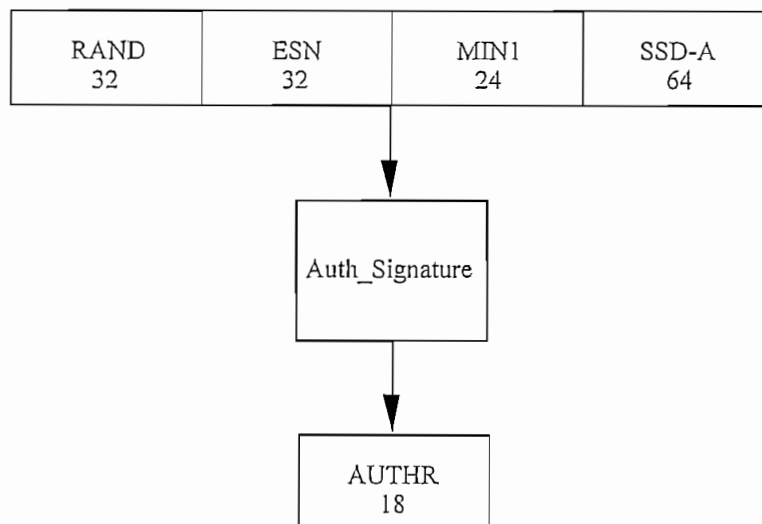 RAND ESN MIN1 SSD-A
32 32 24 64
Auth_Signature
AUTHR
18